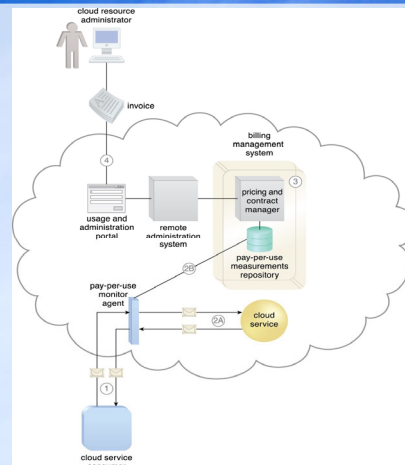 cloud resource
administrator
invoice
billing
management
system
4
3
pricing and
contract
manager
usage and
administration
portal
remote
administration
system
pay-per-use
measurements
repository
2B
pay-per-use
monitor
agent
2A
cloud
service
1
cloud service